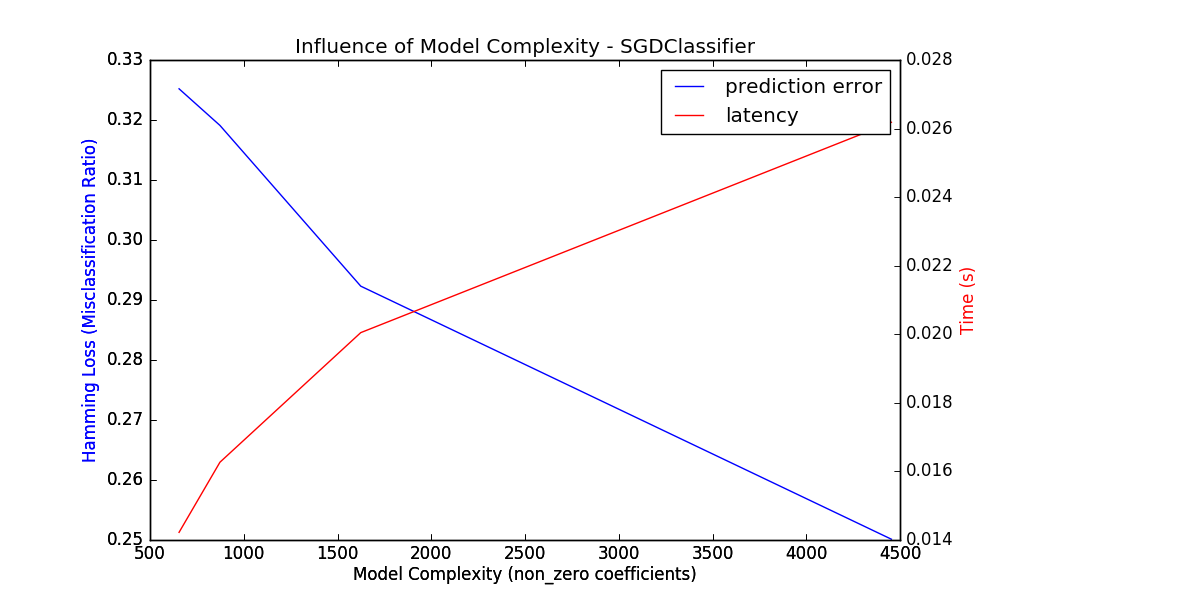 Influence of Model Complexity - SGDClassifier
prediction error
latency
0.33
0.32
0.31
0.30
0.29
0.28
0.27
0.26
0.25
Hamming Loss (Misclassification Ratio)
0.028
0.026
0.024
0.022
0.020
0.018
0.016
0.014
Time (s)
500 1000 1500 2000 2500 3000 3500 4000 4500
Model Complexity (non_zero coefficients)